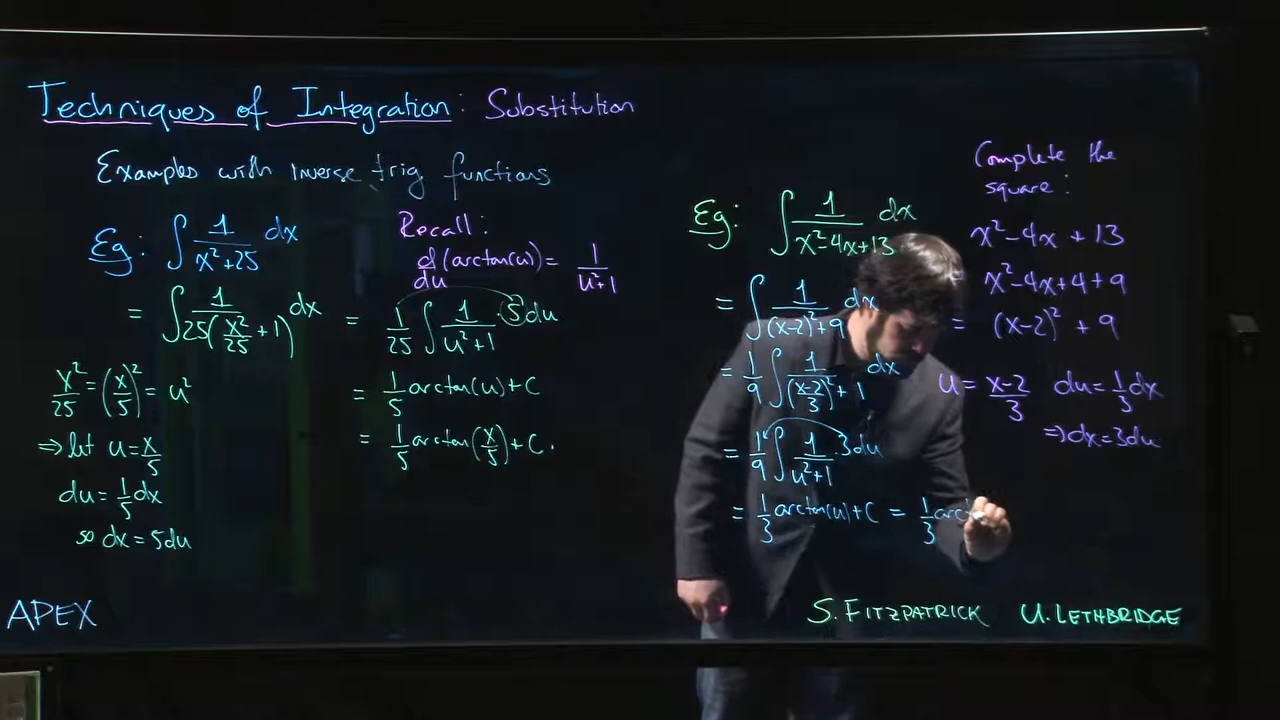 Techniques of Integration: Substitution
Examples with inverse trig functions
Eg: ∫ 1/(x²+25) dx
= ∫ 1/(25(x²/25 + 1)) dx
x²/25 = (x/5)² = u²
⇒ let u = x/5
du = 1/5 dx
so dx = 5du
Recall:
d/du (arctan(u)) = 1/(u²+1)
= 1/25 ∫ 1/(u²+1) · 5 du
= 1/5 arctan(u) + C
= 1/5 arctan(x/5) + C.
Eg: ∫ 1/(x²-4x+13) dx
= ∫ 1/((x-2)²+9) dx
= 1/9 ∫ 1/((x-2)²/3 + 1) dx
= 1/9 ∫ 1/(u²+1) · 3du
= 1/3 arctan(u) + C = 1/3 arc
Complete the
square:
x²-4x + 13
= x²-4x+4+9
= (x-2)² + 9
u = (x-2)/3 du = 1/3 dx
⇒ dx = 3du
APEX
S. FITZPATRICK U. LETHBRIDGE